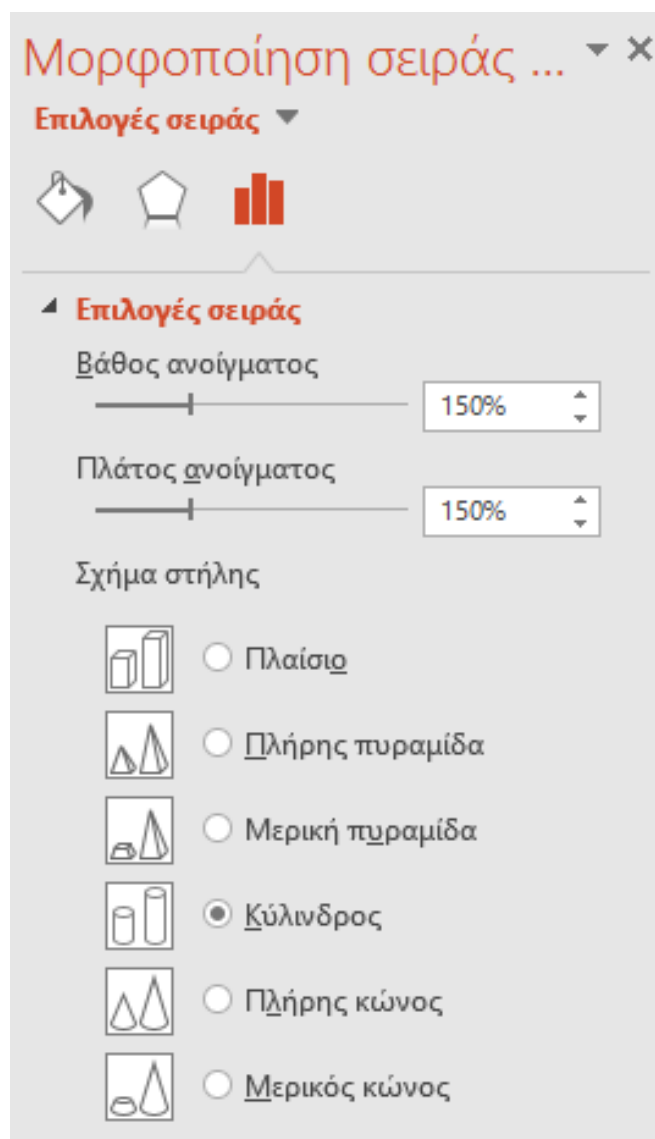 Μορφοποίηση σειράς ...
Επιλογές σειράς
Επιλογές σειράς
Βάθος ανοίγματος
150%
Πλάτος ανοίγματος
150%
Σχήμα στήλης
Πλαίσιο
Πλήρης πυραμίδα
Μερική πυραμίδα
Κύλινδρος
Πλήρης κώνος
Μερικός κώνος